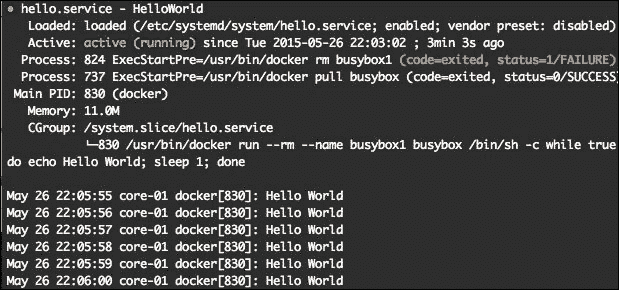 ● hello.service - HelloWorld
Loaded: loaded (/etc/systemd/system/hello.service; enabled; vendor preset: disabled)
Active: active (running) since Tue 2015-05-26 22:03:02 ; 3min 3s ago
Process: 824 ExecStartPre=/usr/bin/docker rm busybox1 (code=exited, status=1/FAILURE)
Process: 737 ExecStartPre=/usr/bin/docker pull busybox (code=exited, status=0/SUCCESS)
Main PID: 830 (docker)
Memory: 11.0M
CGroup: /system.slice/hello.service
└─830 /usr/bin/docker run --rm --name busybox1 busybox /bin/sh -c while true
do echo Hello World; sleep 1; done
May 26 22:05:55 core-01 docker[830]: Hello World
May 26 22:05:56 core-01 docker[830]: Hello World
May 26 22:05:57 core-01 docker[830]: Hello World
May 26 22:05:58 core-01 docker[830]: Hello World
May 26 22:05:59 core-01 docker[830]: Hello World
May 26 22:06:00 core-01 docker[830]: Hello World